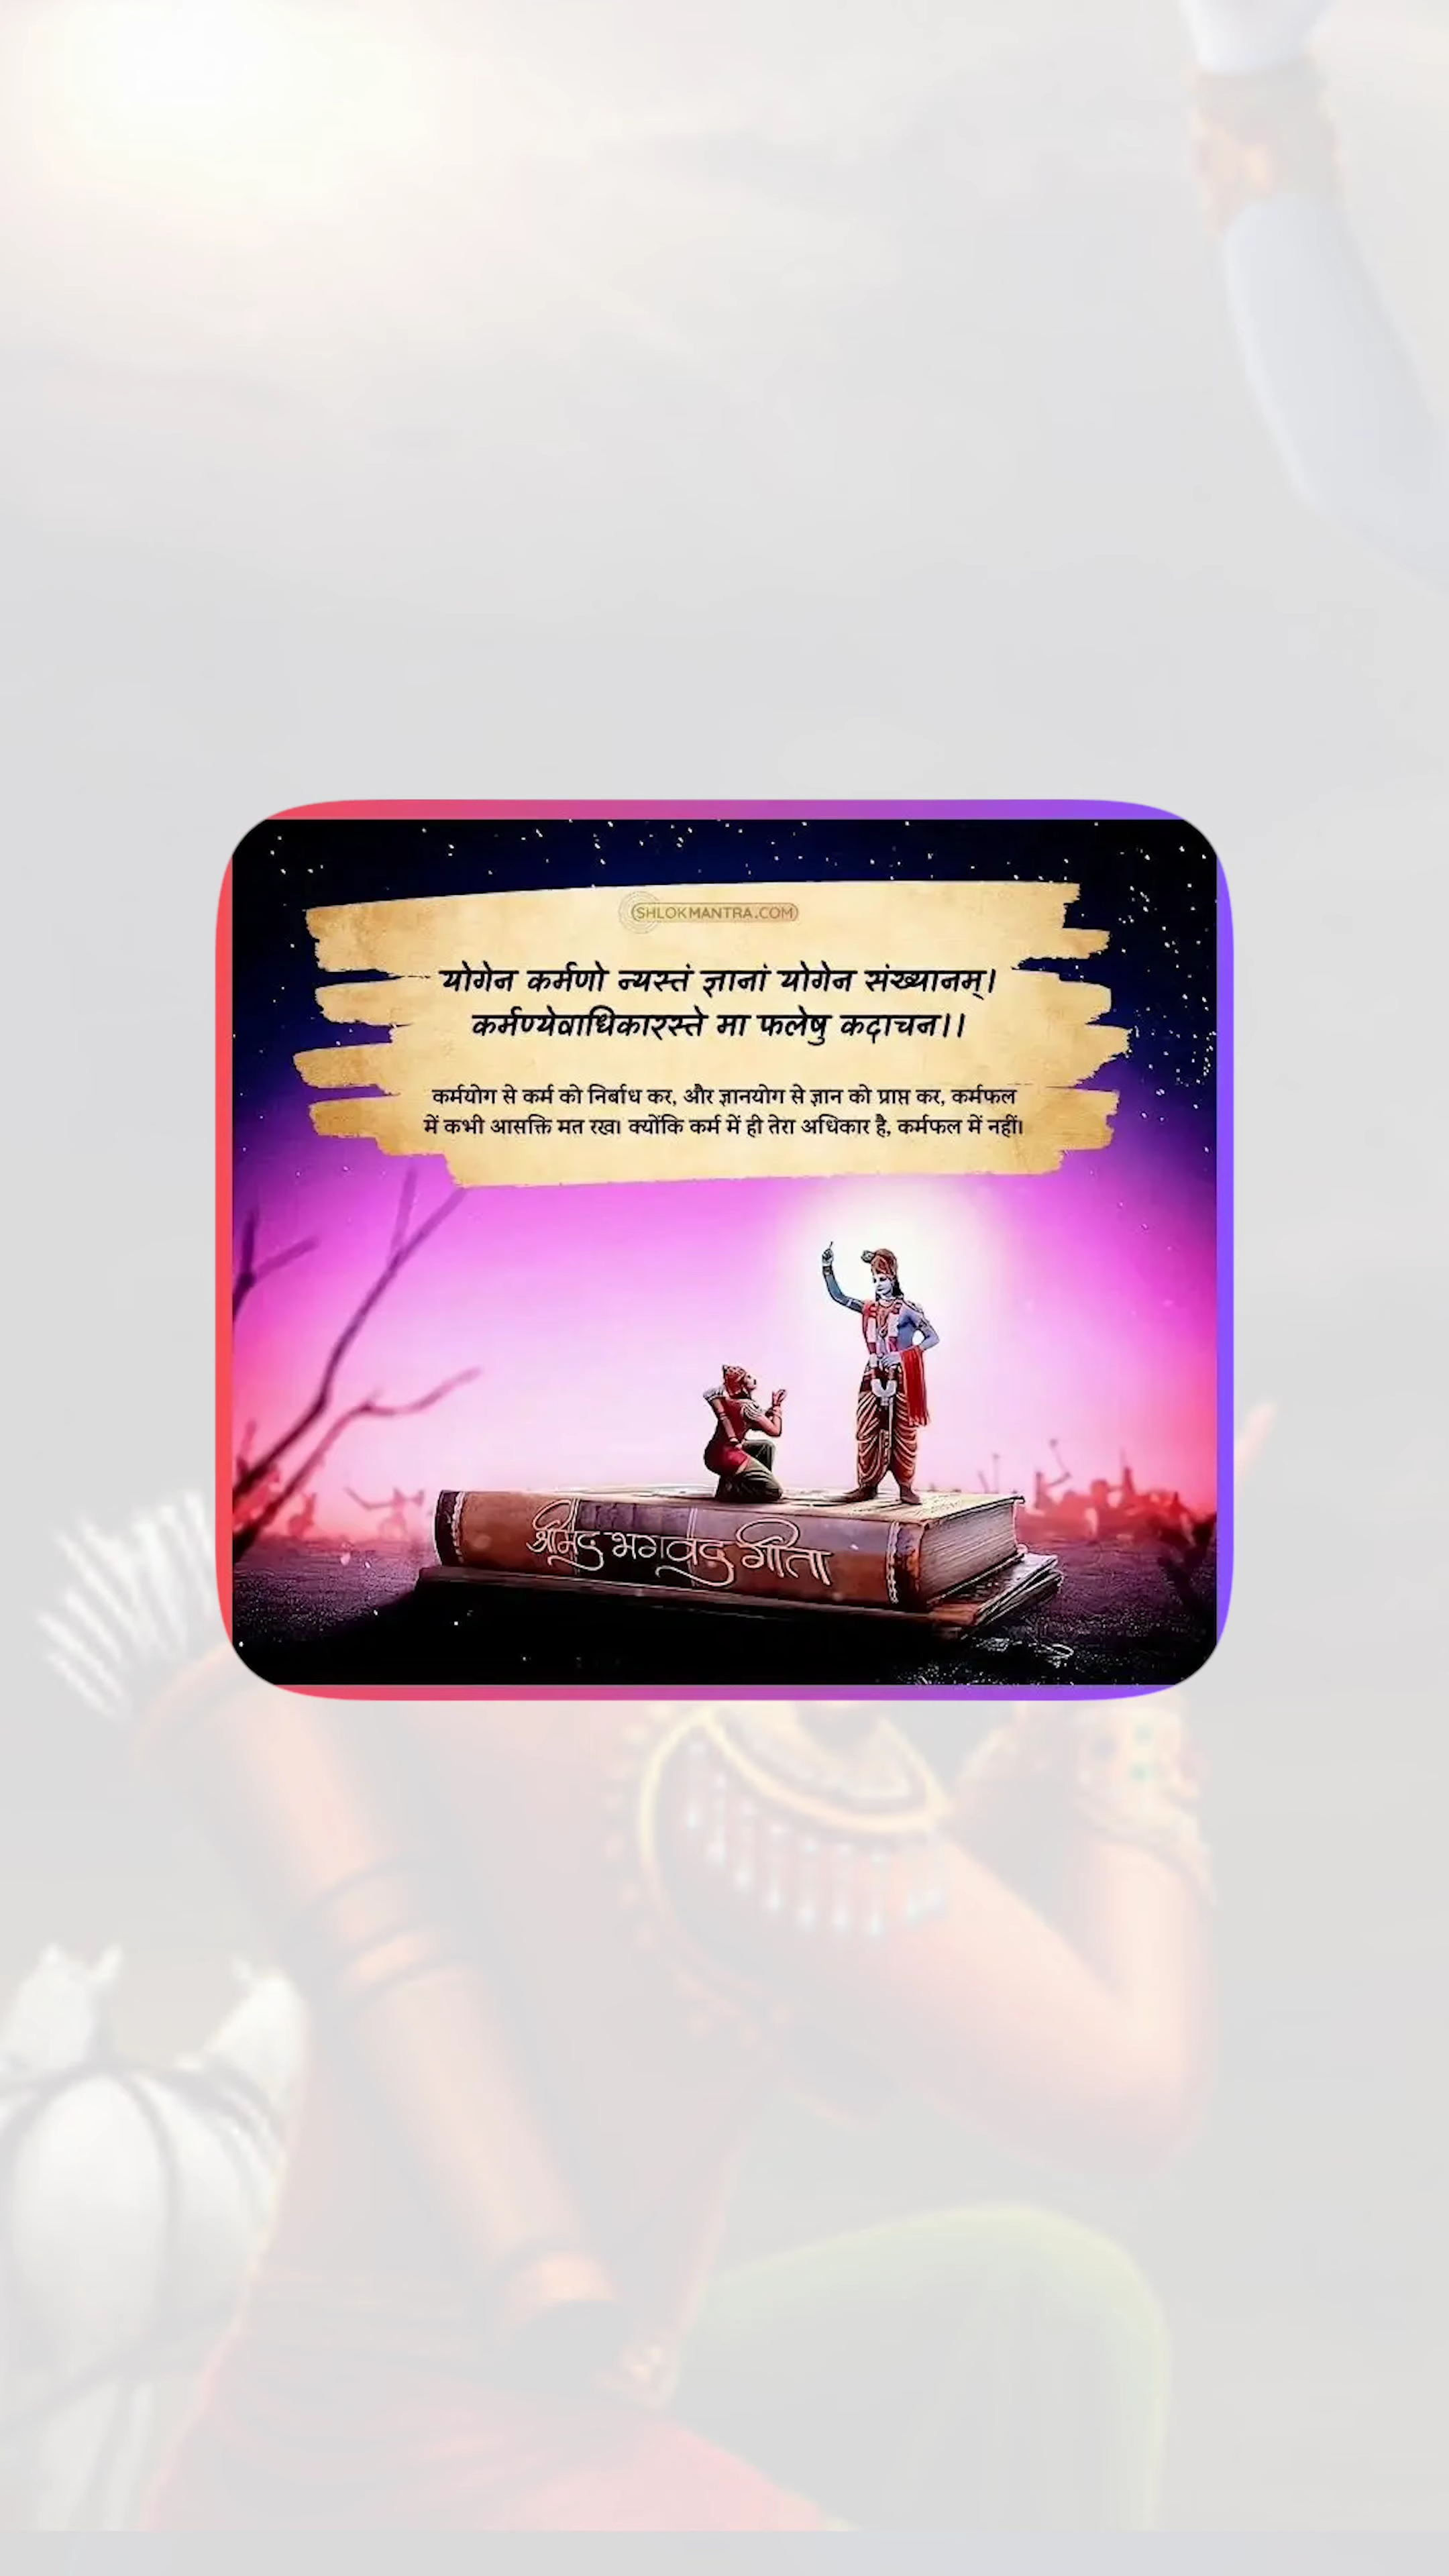 SHLOKMANTRA.COM
योगेन कर्मणो न्यस्तं ज्ञानां योगेन संख्यानम्।
कर्मण्येवाधिकारस्ते मा फलेषु कदाचन।।
कर्मयोग से कर्म को निर्बाध कर, और ज्ञानयोग से ज्ञान को प्राप्त कर, कर्मफल
में कभी आसक्ति मत रख। क्योंकि कर्म में ही तेरा अधिकार है, कर्मफल में नहीं।
श्रीमद् भगवद् गीता